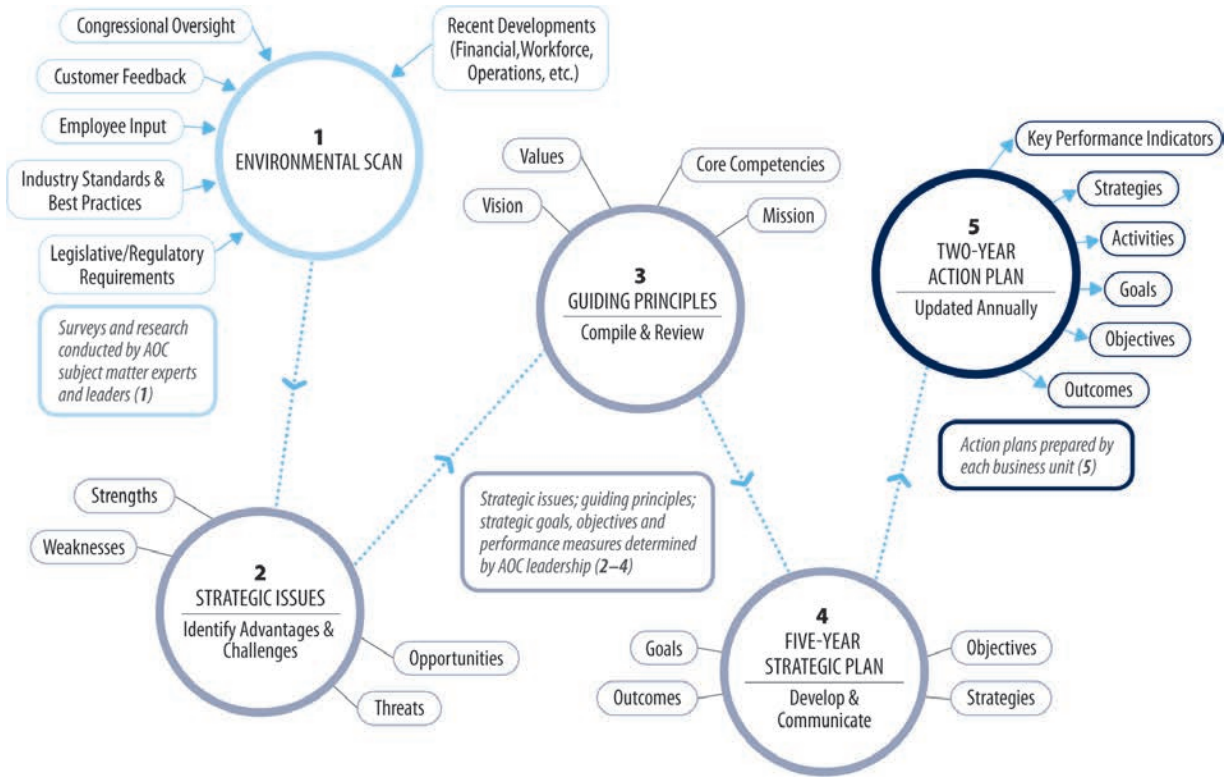 Congressional Oversight
Customer Feedback
Employee Input
Industry Standards &
Best Practices
Legislative/Regulatory
Requirements
Recent Developments
(Financial,Workforce,
Operations, etc.)
1
ENVIRONMENTAL SCAN
Surveys and research
conducted by AOC
subject matter experts
and leaders (1)
Strengths
Weaknesses
2
STRATEGIC ISSUES
Identify Advantages &
Challenges
Opportunities
Threats
Values
Vision
Core Competencies
Mission
3
GUIDING PRINCIPLES
Compile & Review
Strategic issues; guiding principles;
strategic goals, objectives and
performance measures determined
by AOC leadership (2–4)
Goals
Outcomes
4
FIVE-YEAR
STRATEGIC PLAN
Develop &
Communicate
Objectives
Strategies
5
TWO-YEAR
ACTION PLAN
Updated Annually
Key Performance Indicators
Strategies
Activities
Goals
Objectives
Outcomes
Action plans prepared by
each business unit (5)